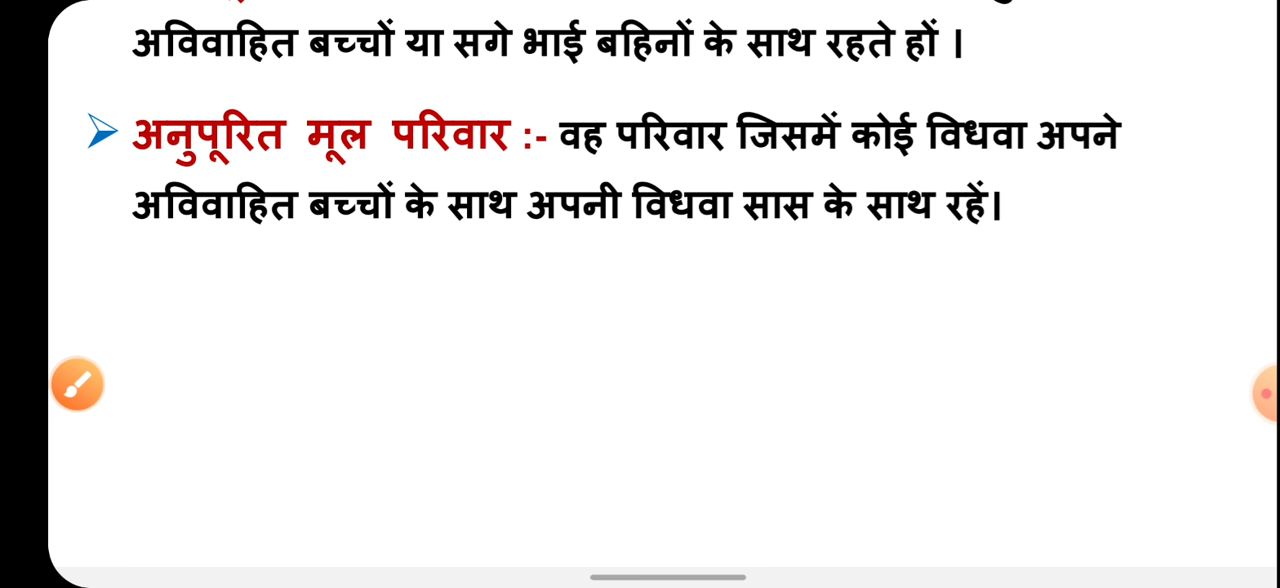 अविवाहित बच्चों या सगे भाई बहिनों के साथ रहते हों ।
अनुपूरित मूल परिवार :- वह परिवार जिसमें कोई विधवा अपने
अविवाहित बच्चों के साथ अपनी विधवा सास के साथ रहें।